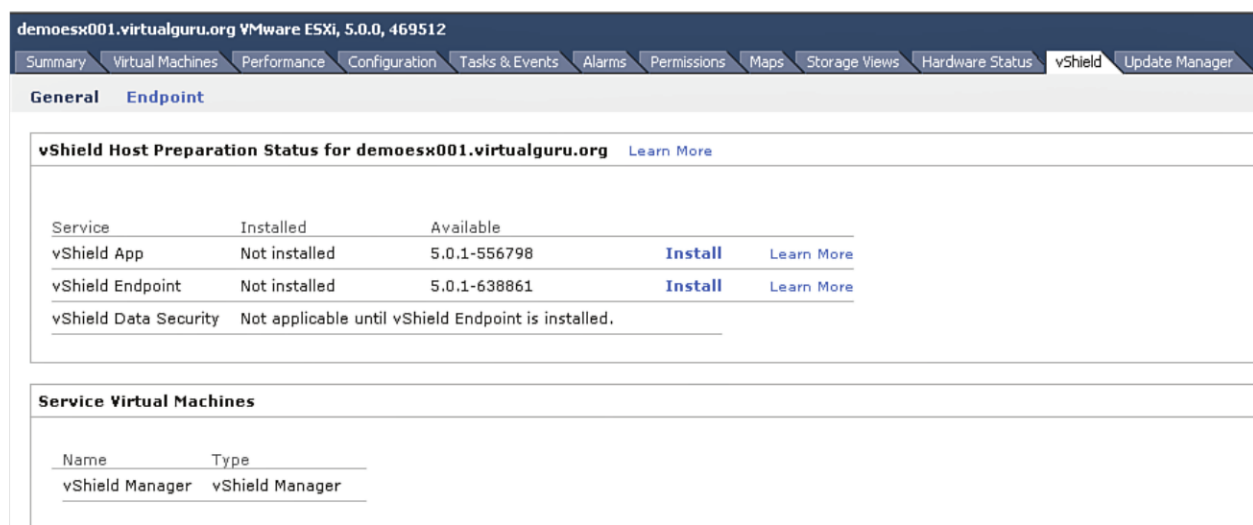 demoesx001.virtualguru.org VMware ESXi, 5.0.0, 469512
Summary Virtual Machines Performance Configuration Tasks & Events Alarms Permissions Maps Storage Views Hardware Status vShield Update Manager
General Endpoint
vShield Host Preparation Status for demoesx001.virtualguru.org Learn More
Service Installed Available
vShield App Not installed 5.0.1-556798 Install Learn More
vShield Endpoint Not installed 5.0.1-638861 Install Learn More
vShield Data Security Not applicable until vShield Endpoint is installed.
Service Virtual Machines
Name Type
vShield Manager vShield Manager